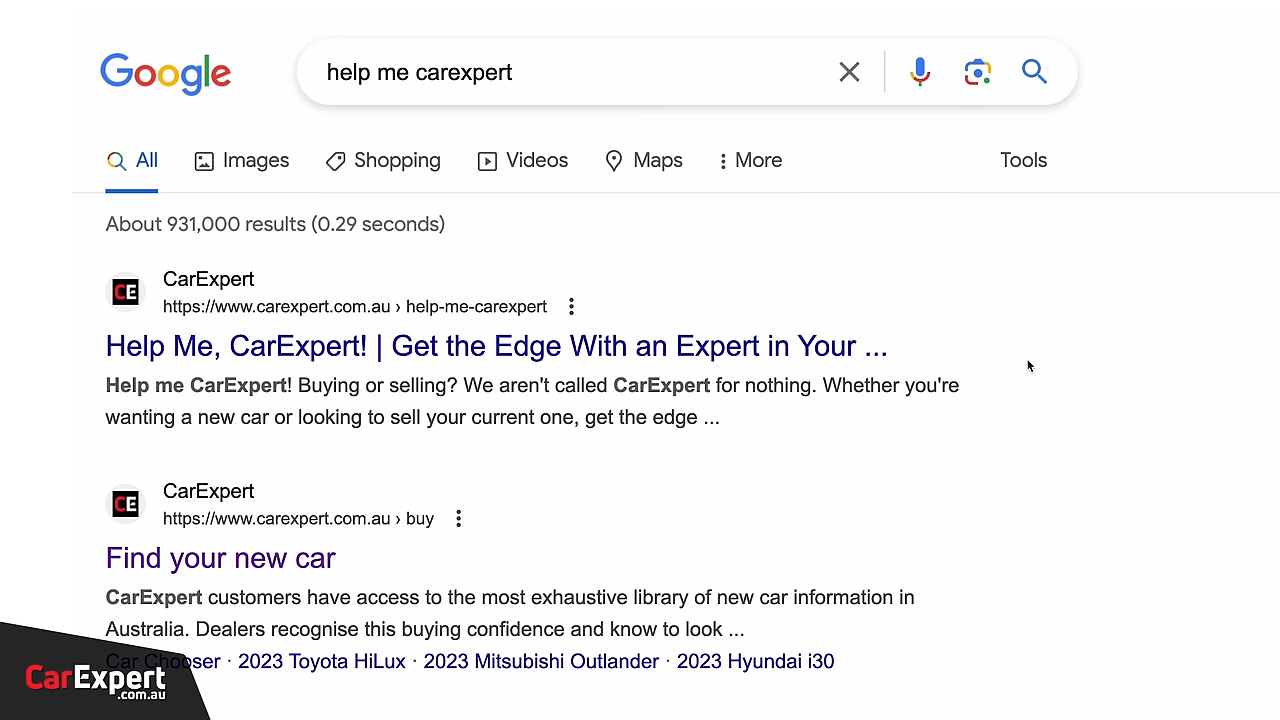 Google
help me carexpert
All
Images
Shopping
Videos
Maps
More
Tools
About 931,000 results (0.29 seconds)
CE
CarExpert
https://www.carexpert.com.au › help-me-carexpert
Help Me, CarExpert! | Get the Edge With an Expert in Your ...
Help me CarExpert! Buying or selling? We aren't called CarExpert for nothing. Whether you're
wanting a new car or looking to sell your current one, get the edge ...
CE
CarExpert
https://www.carexpert.com.au › buy
Find your new car
CarExpert customers have access to the most exhaustive library of new car information in
Australia. Dealers recognise this buying confidence and know to look ...
Car Chooser · 2023 Toyota HiLux · 2023 Mitsubishi Outlander · 2023 Hyundai i30
CarExpert
.com.au